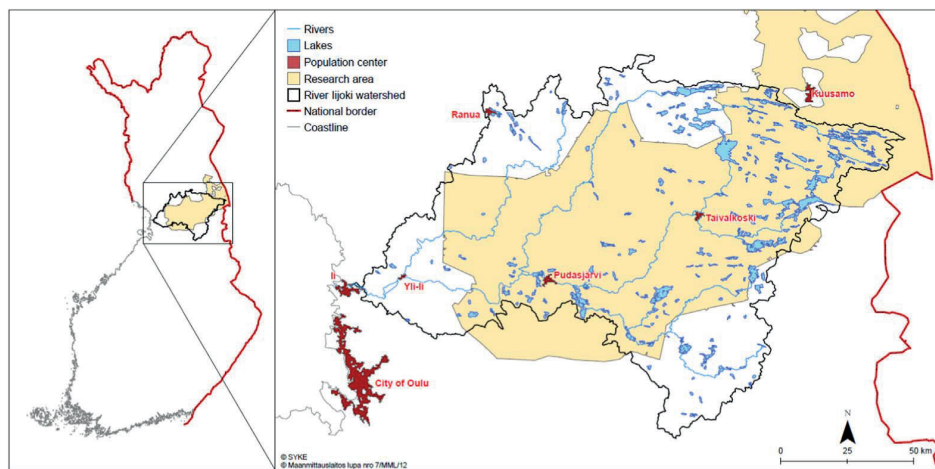 Rivers
Lakes
Population center
Research area
River Iijoki watershed
National border
Coastline
Kuusamo
Ranua
Taivalkoski
Pudasjärvi
Ii
Yli-Ii
City of Oulu
N
0 25 50 km
© SYKE
© Maanmittauslaitos lupa nro 7/MML/12